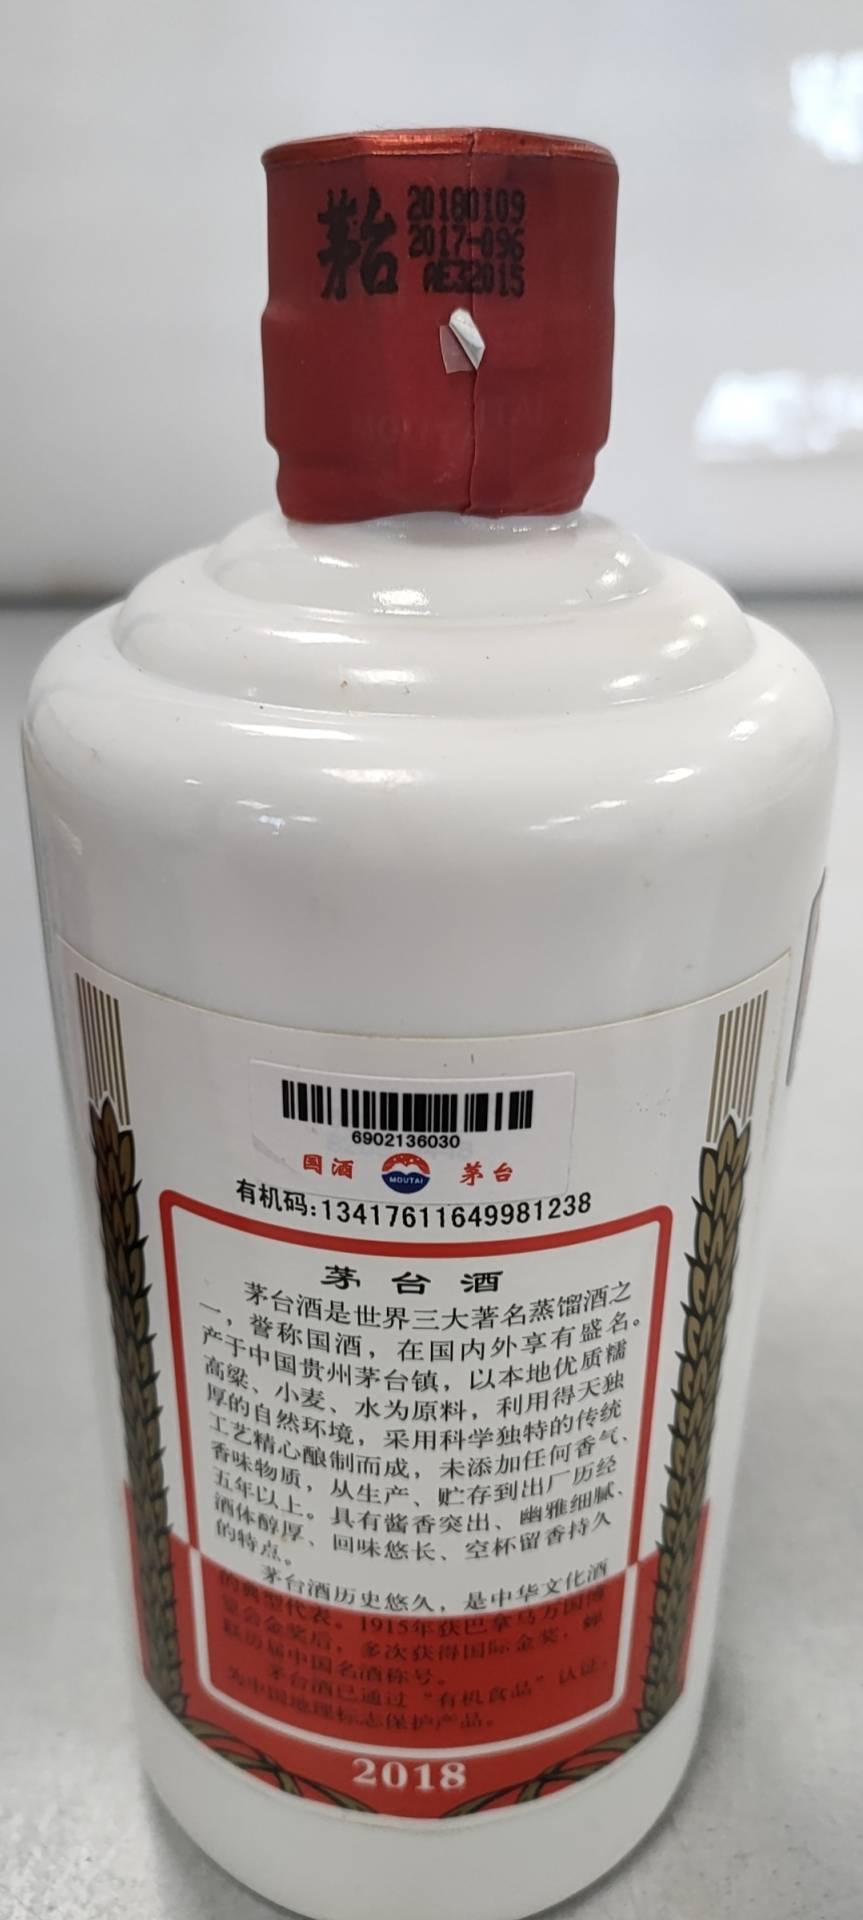 茅台
20180109
2017-096
AE32015
6902136030
国酒 MOUTAI 茅台
有机码:13417611649981238
茅台酒
茅台酒是世界三大著名蒸馏酒之
一，誉称国酒，在国内外享有盛名。
产于中国贵州茅台镇，以本地优质糯
高粱、小麦、水为原料，利用得天独
厚的自然环境，采用科学独特的传统
工艺精心酿制而成，未添加任何香气、
香味物质，从生产、贮存到出厂历经
五年以上。具有酱香突出、幽雅细腻、
酒体醇厚、回味悠长、空杯留香持久
的特点。
茅台酒历史悠久，是中华文化酒
的典型代表。1915年获巴拿马万国博
览会金奖后，多次获得国际金奖，蝉
联历届中国名酒称号。
茅台酒已通过“有机食品”认证，
为中国地理标志保护产品。
2018